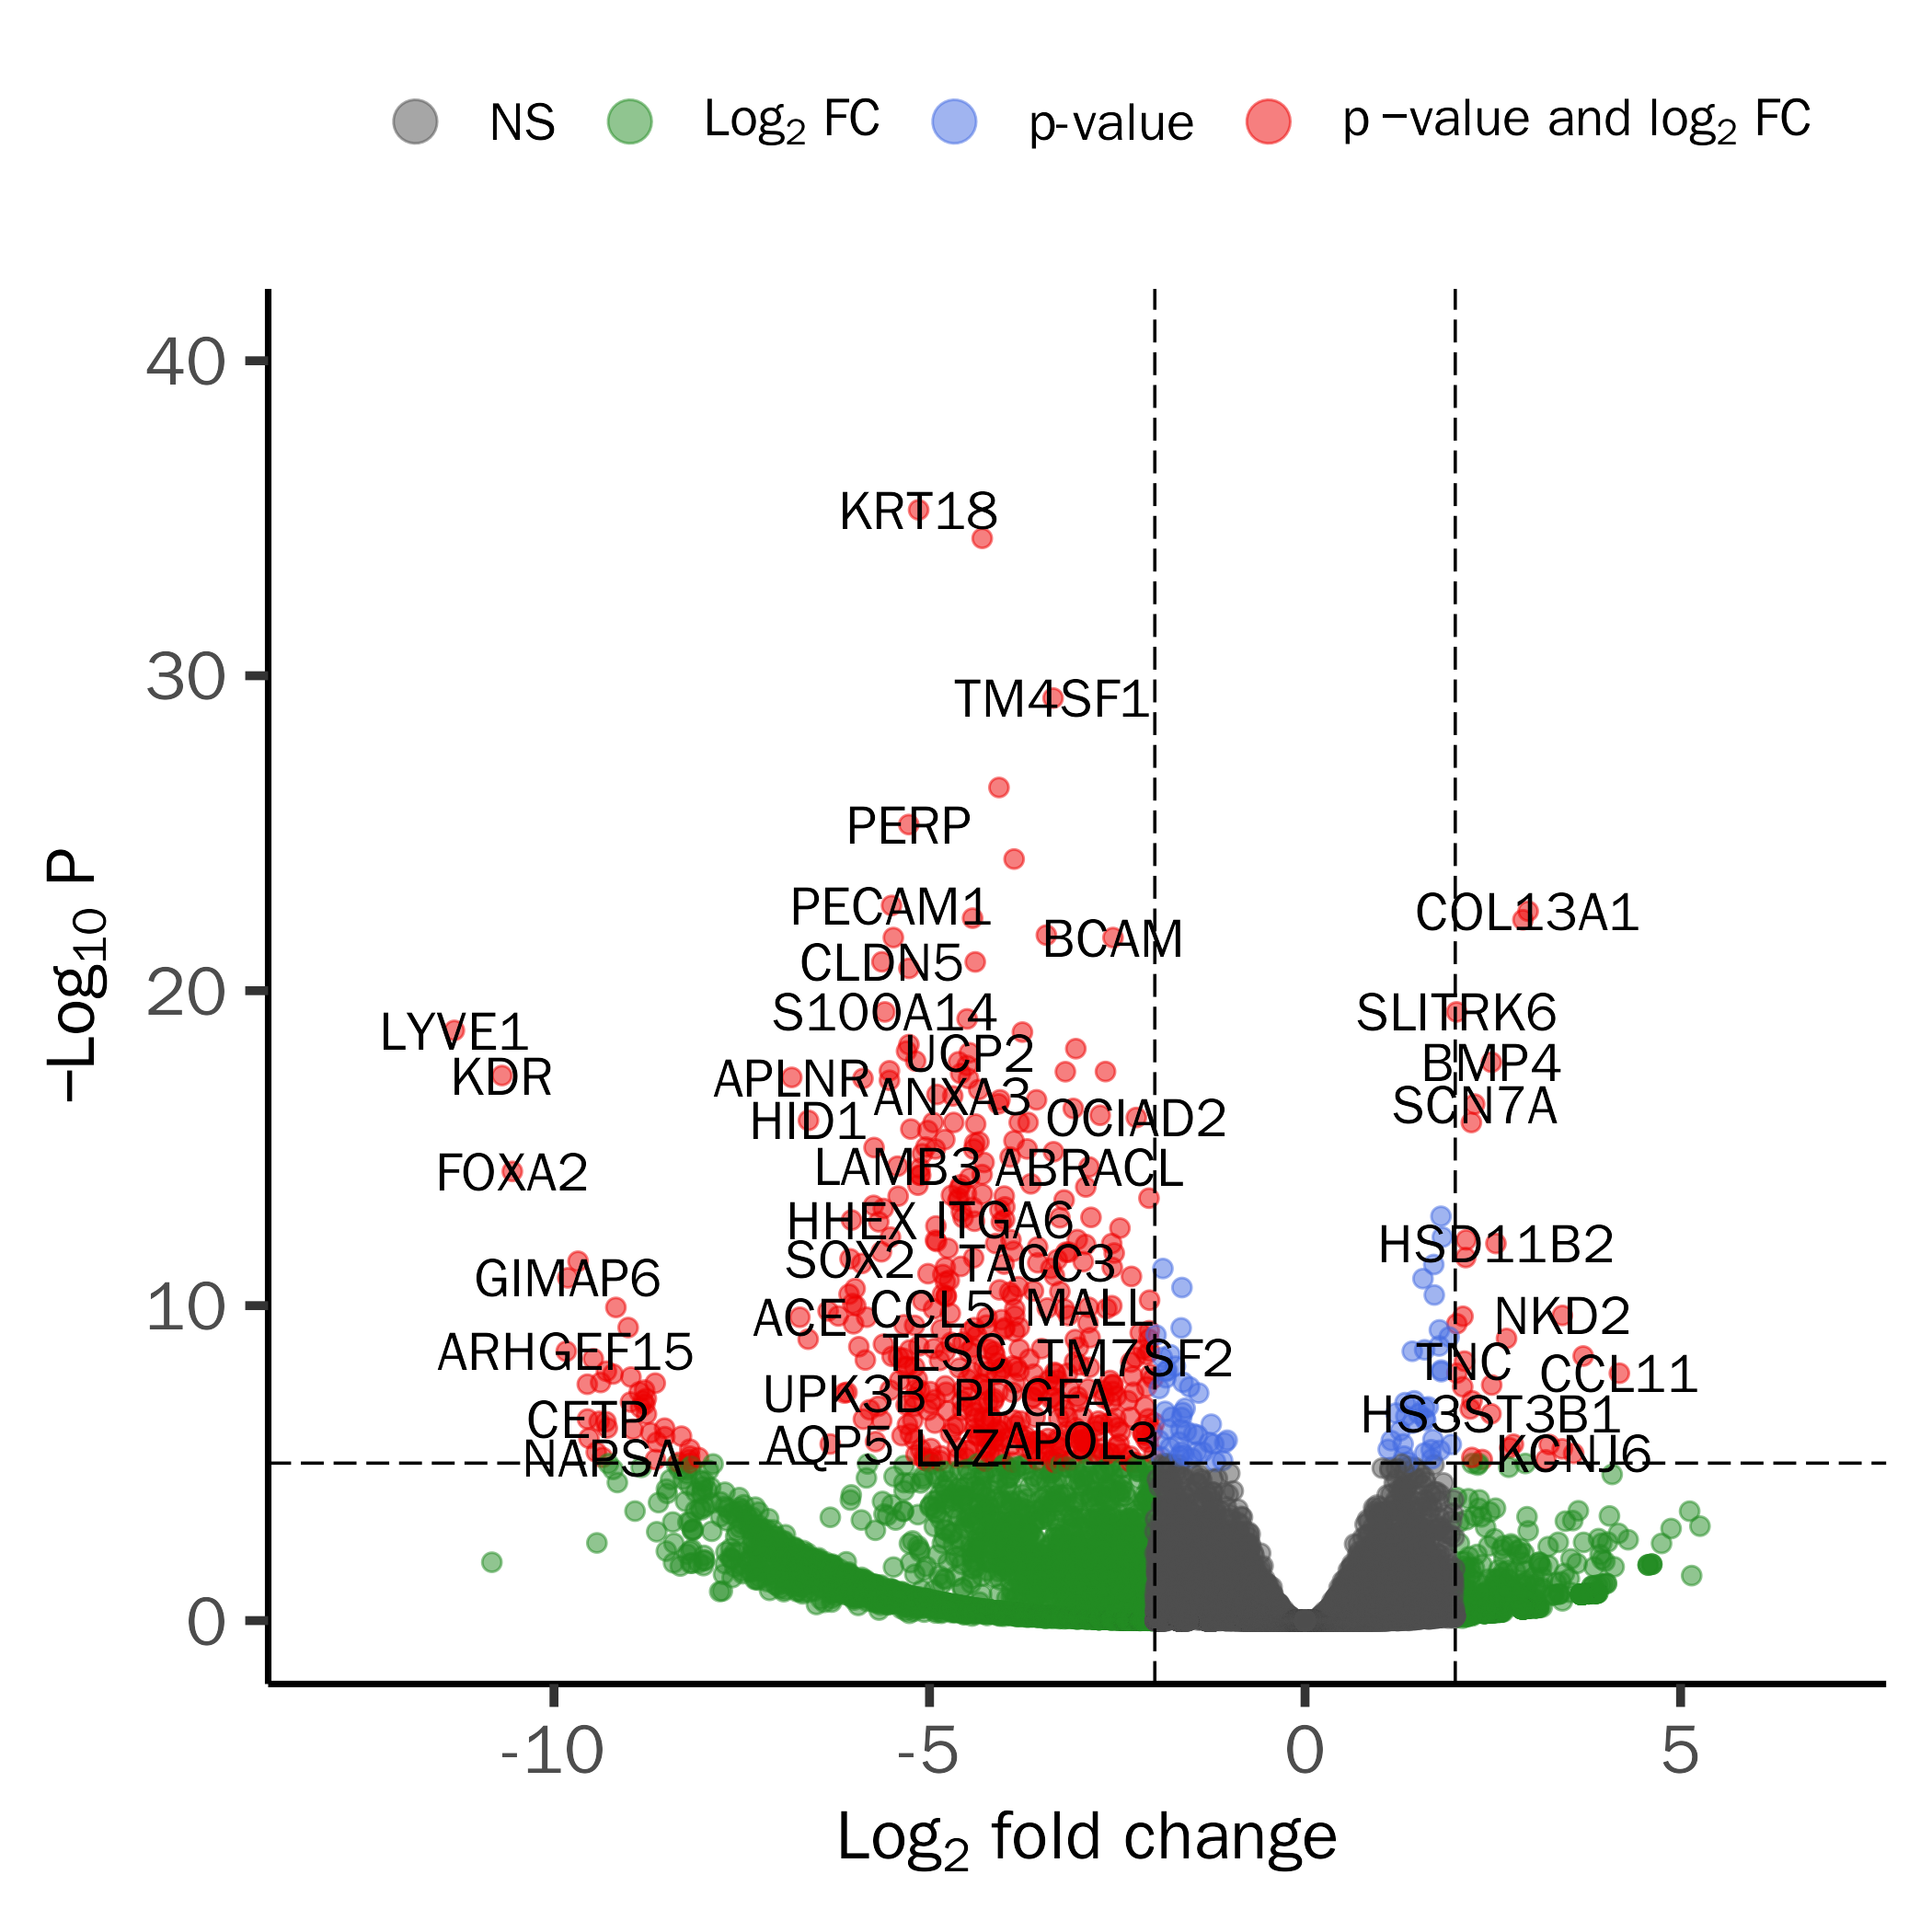 NS Log2 FC p-value p −value and log2 FC
40
30
20
10
0
−Log10 P
KRT18
TM4SF1
PERP
PECAM1
COL13A1
BCAM
CLDN5
S100A14
SLITRK6
LYVE1
UCP2
BMP4
KDR
APLNR
ANXA3
SCN7A
HID1
OCIAD2
FOXA2
LAMB3
ABRACL
HHEX
ITGA6
HSD11B2
SOX2
TACC3
GIMAP6
CCL5
MALL
ACE
NKD2
ARHGEF15
TESC
TM7SF2
TNC
CCL11
UPK3B
PDGFA
CETP
HS3ST3B1
AQP5
LYZ
APOL3
NAPSA
KCNJ6
-10 -5 0 5
Log2 fold change